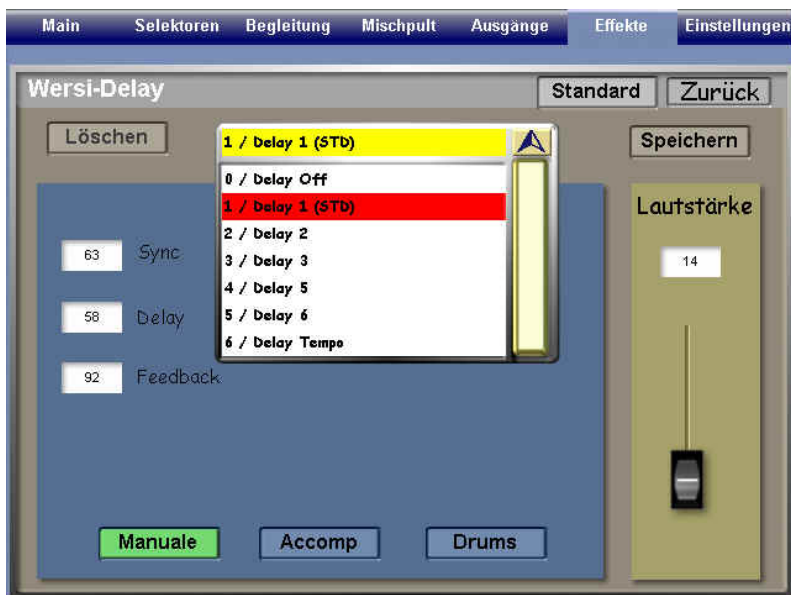 Main Selektoren Begleitung Mischpult Ausgänge Effekte Einstellungen
Wersi-Delay Standard Zurück
Löschen 1 / Delay 1 (STD) Speichern
0 / Delay Off
1 / Delay 1 (STD)
2 / Delay 2
3 / Delay 3
4 / Delay 5
5 / Delay 6
6 / Delay Tempo
63 Sync
58 Delay
92 Feedback
Lautstärke
14
Manuale Accomp Drums